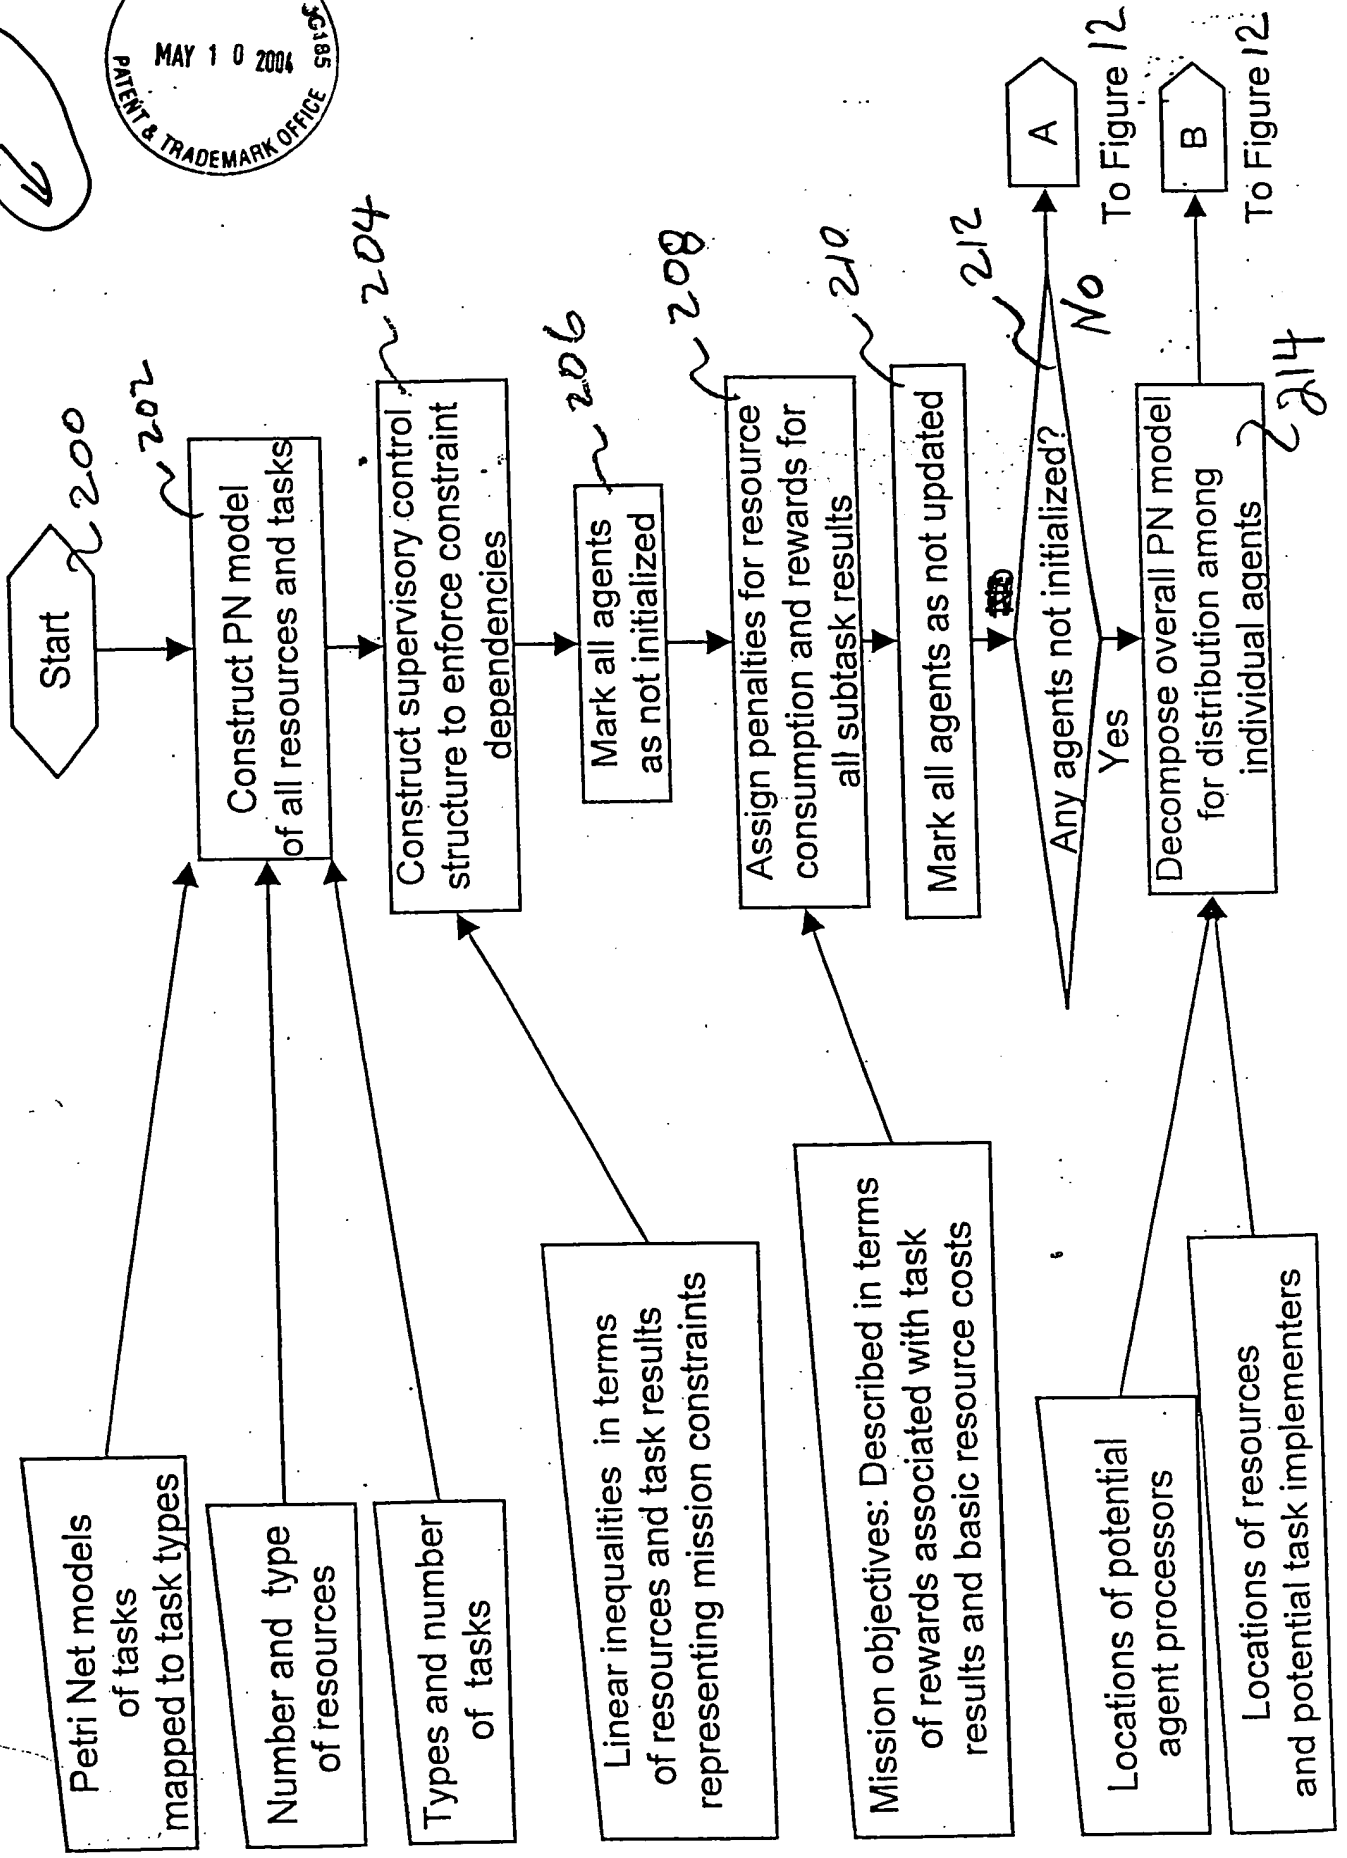 MAY 1 0 2004
JC185
PATENT & TRADEMARK OFFICE
Start
200
Petri Net models
of tasks
mapped to task types
Number and type
of resources
Types and number
of tasks
Construct PN model
of all resources and tasks
202
Linear inequalities in terms
of resources and task results
representing mission constraints
Construct supervisory control
structure to enforce constraint
dependencies
204
Mark all agents
as not initialized
206
Mission objectives: Described in terms
of rewards associated with task
results and basic resource costs
Assign penalities for resource
consumption and rewards for
all subtask results
208
Mark all agents as not updated
210
Any agents not initialized?
212
No
A
To Figure 12
Yes
Locations of potential
agent processors
Locations of resources
and potential task implementers
Decompose overall PN model
for distribution among
individual agents
214
B
To Figure 12